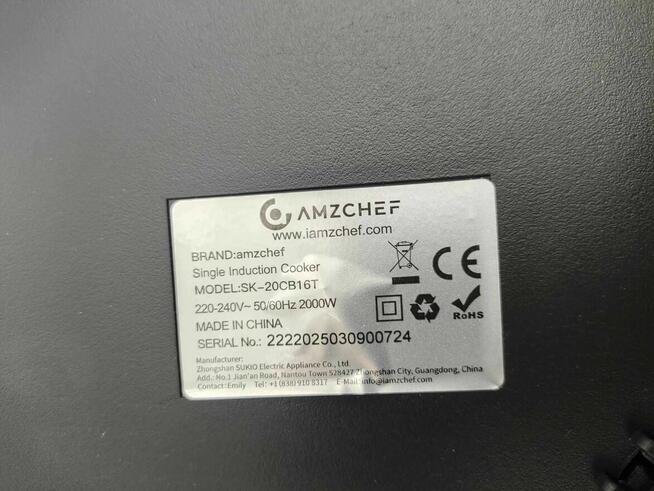 AMZCHEF
www.iamzchef.com
BRAND:amzchef
Single Induction Cooker
MODEL:SK-20CB16T
220-240V~ 50/60Hz 2000W
MADE IN CHINA
SERIAL No.: 2222025030900724
CE
RoHS
Manufacturer:
Zhongshan SUKIO Electric Appliance Co., Ltd.
Add.: No.1 Jian'an Road, Nantou Town 528427 Zhongshan City, Guangdong, China
Contact: Emily Tel: +1 (838) 910 8317 E-Mail: info@iamzchef.com